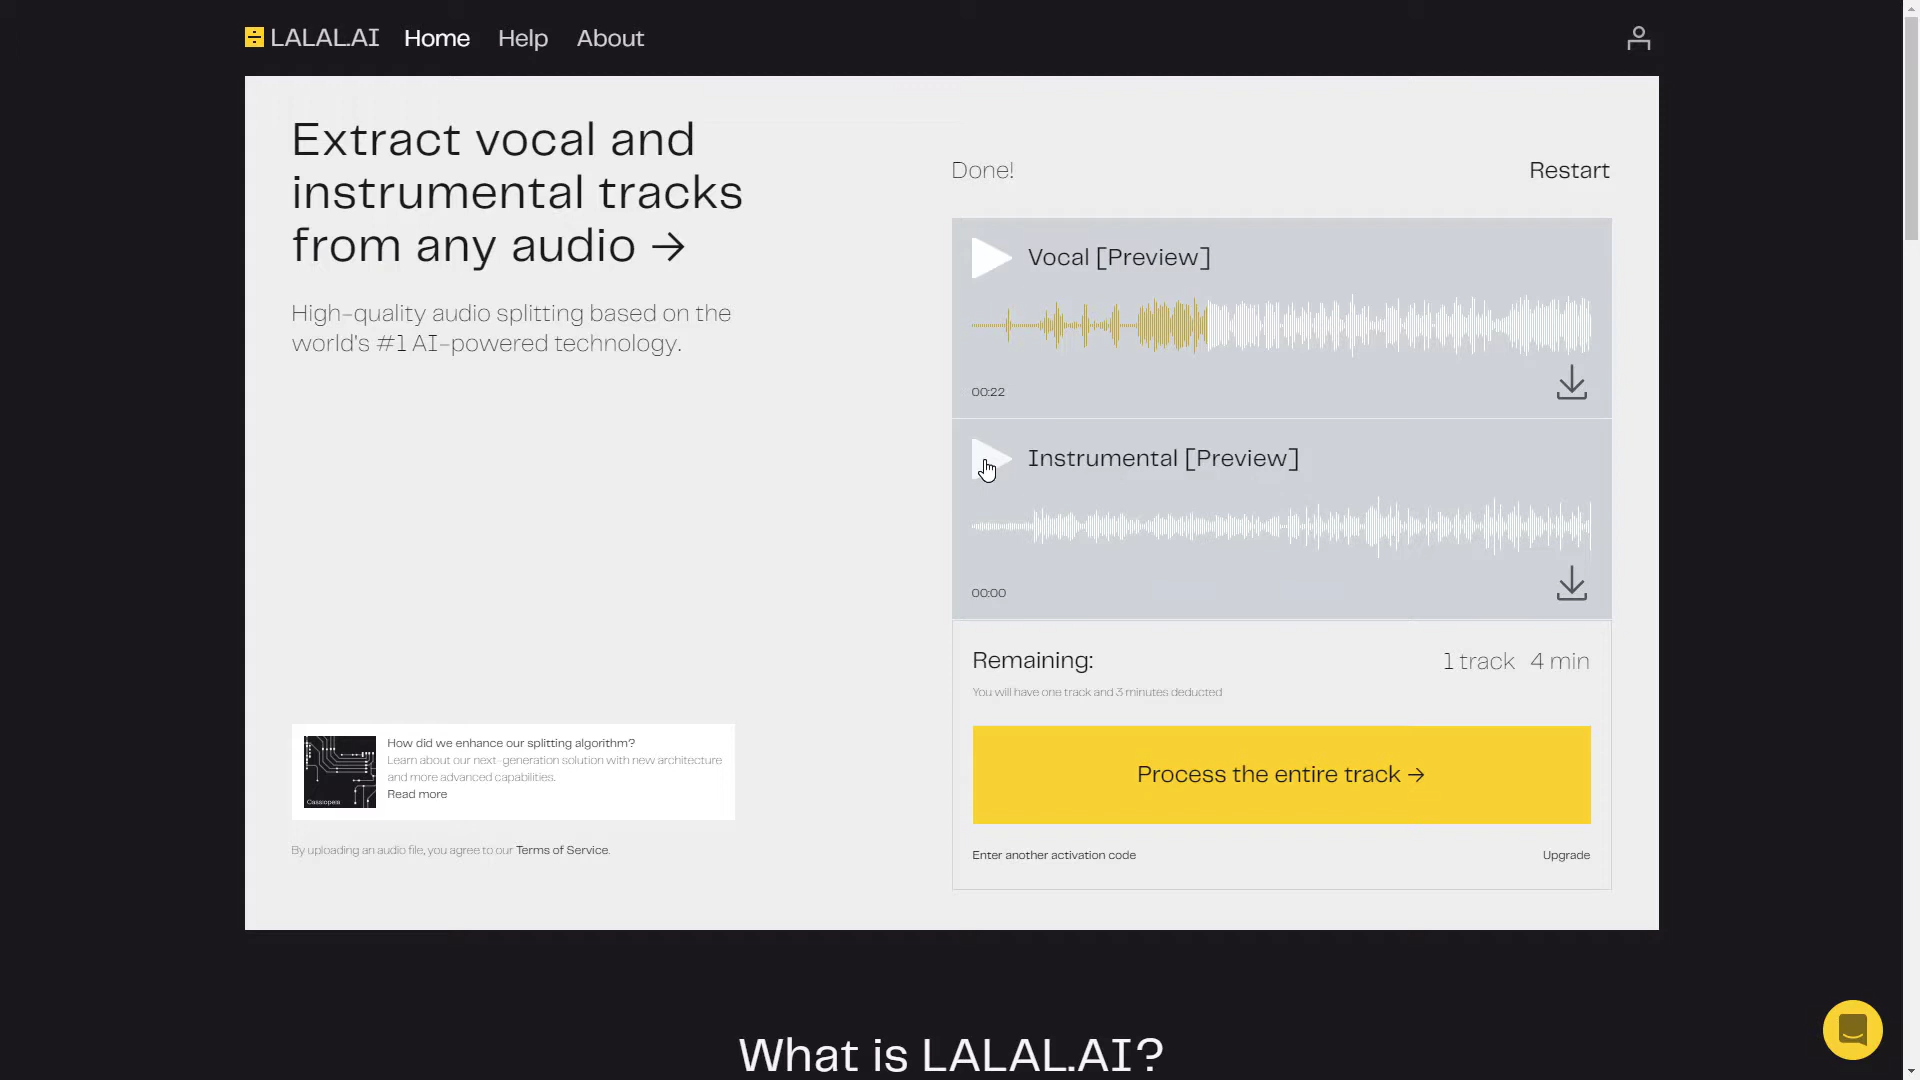 LALAL.AI Home Help About
Extract vocal and
instrumental tracks
from any audio →
High-quality audio splitting based on the
world's #1 AI-powered technology.
How did we enhance our splitting algorithm?
Learn about our next-generation solution with new architecture
and more advanced capabilities.
Read more
Cassiopeia
By uploading an audio file, you agree to our Terms of Service.
Done! Restart
Vocal [Preview]
00:22
Instrumental [Preview]
00:00
Remaining: 1 track 4 min
You will have one track and 3 minutes deducted
Process the entire track →
Enter another activation code Upgrade
What is LALAL.AI?